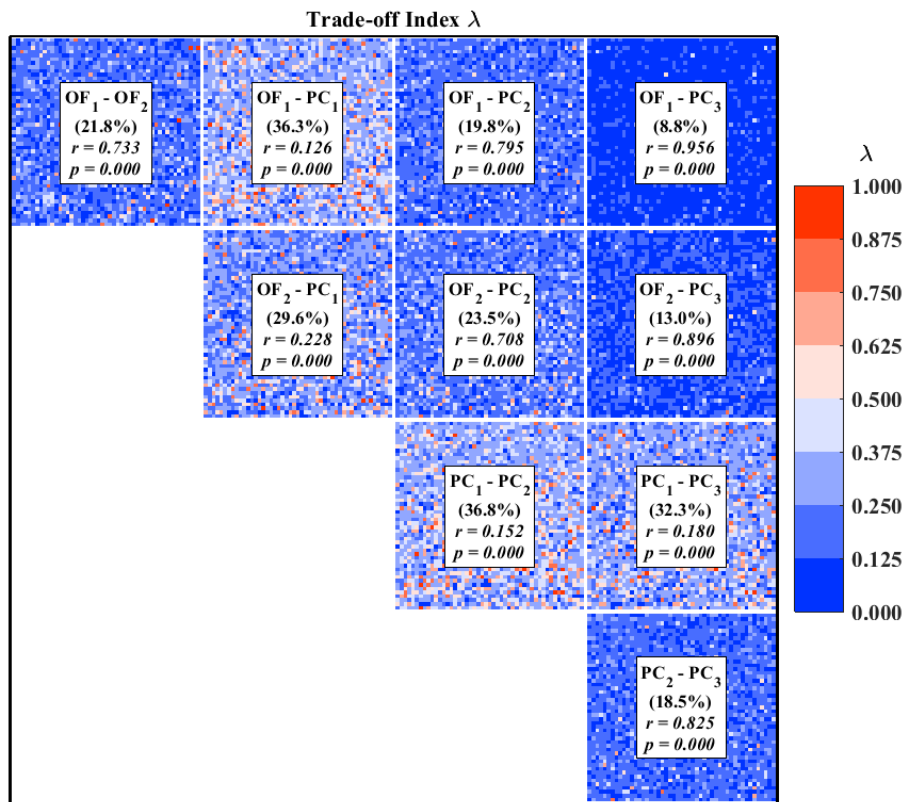 Trade-off Index λ
OF1 - OF2
(21.8%)
r = 0.733
p = 0.000
OF1 - PC1
(36.3%)
r = 0.126
p = 0.000
OF1 - PC2
(19.8%)
r = 0.795
p = 0.000
OF1 - PC3
(8.8%)
r = 0.956
p = 0.000
OF2 - PC1
(29.6%)
r = 0.228
p = 0.000
OF2 - PC2
(23.5%)
r = 0.708
p = 0.000
OF2 - PC3
(13.0%)
r = 0.896
p = 0.000
PC1 - PC2
(36.8%)
r = 0.152
p = 0.000
PC1 - PC3
(32.3%)
r = 0.180
p = 0.000
PC2 - PC3
(18.5%)
r = 0.825
p = 0.000
λ
1.000
0.875
0.750
0.625
0.500
0.375
0.250
0.125
0.000